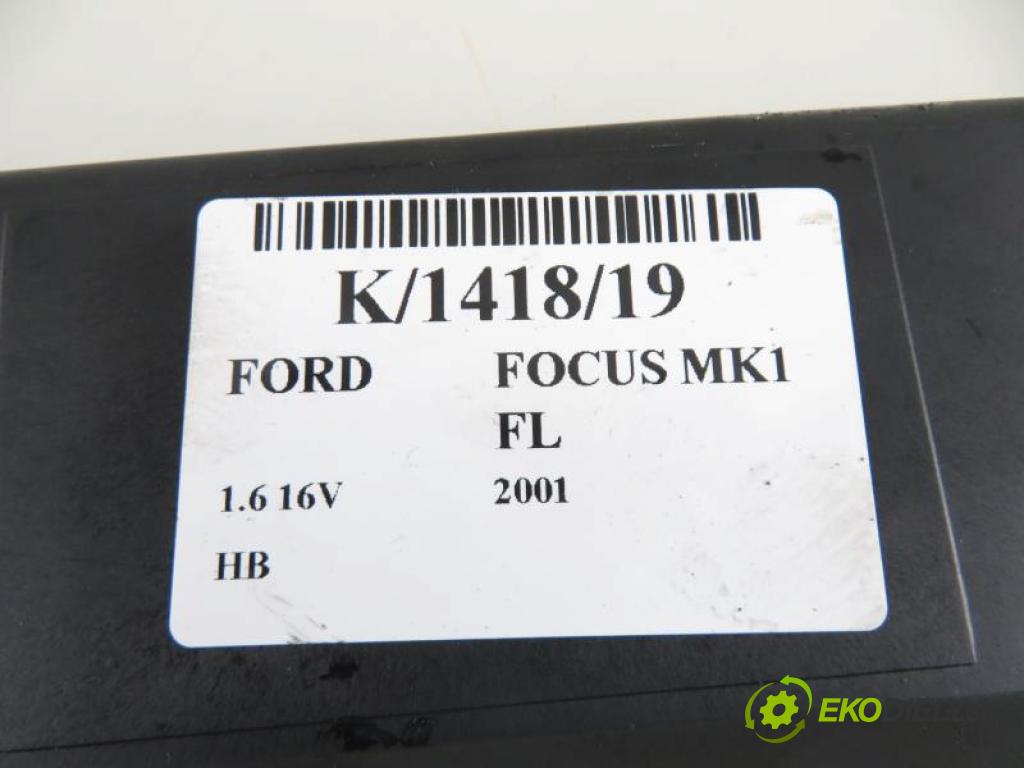 K/1418/19
FORD FOCUS MK1
FL
1.6 16V 2001
HB
EKO